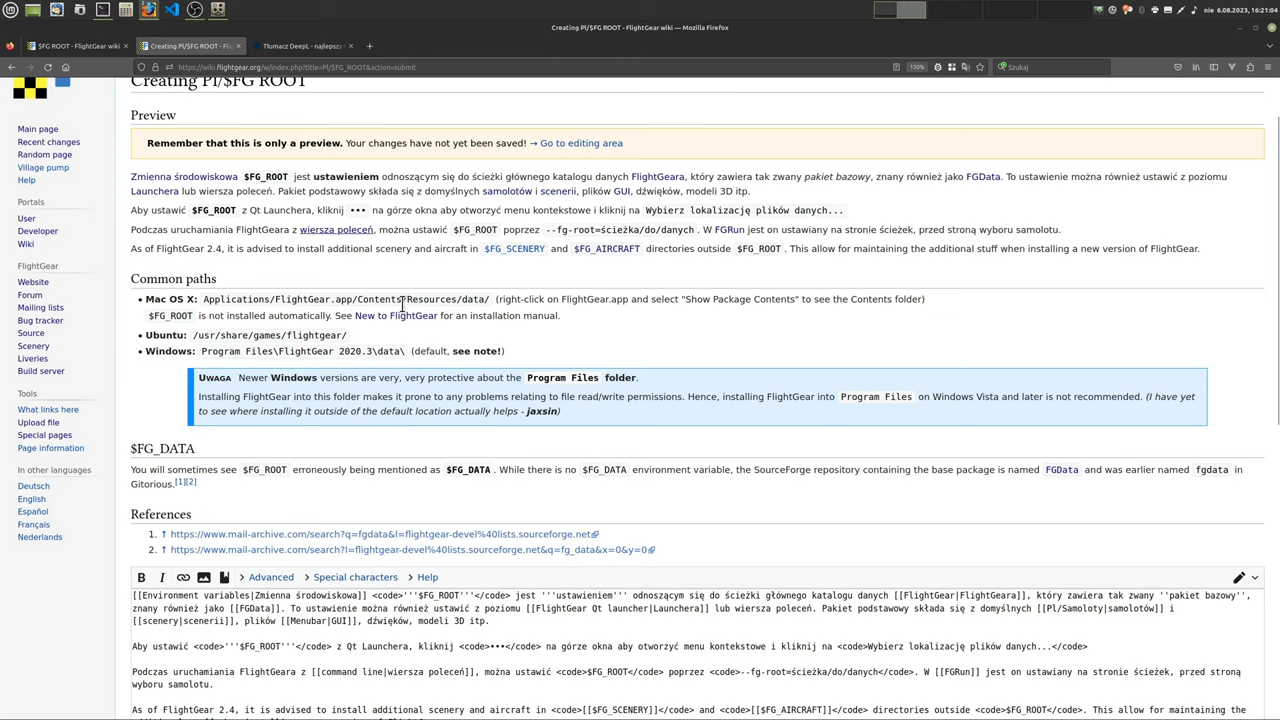 nie 6.08.2023, 16:21:04
Creating Pl/$FG ROOT - FlightGear wiki — Mozilla Firefox
$FG ROOT - FlightGear wiki
Creating Pl/$FG ROOT - Fli
Tłumacz DeepL - najlepszy
https://wiki.flightgear.org/w/index.php?title=Pl/$FG_ROOT&action=submit
130%
Szukaj
Creating Pl/$FG ROOT
Main page
Recent changes
Random page
Village pump
Help
Portals
User
Developer
Wiki
FlightGear
Website
Forum
Mailing lists
Bug tracker
Source
Scenery
Liveries
Build server
Tools
What links here
Upload file
Special pages
Page information
In other languages
Deutsch
English
Español
Français
Nederlands
Preview
Remember that this is only a preview. Your changes have not yet been saved! → Go to editing area
Zmienna środowiskowa $FG_ROOT jest ustawieniem odnoszącym się do ścieżki głównego katalogu danych FlightGeara, który zawiera tak zwany pakiet bazowy, znany również jako FGData. To ustawienie można również ustawić z poziomu
Launchera lub wiersza poleceń. Pakiet podstawowy składa się z domyślnych samolotów i scenerii, plików GUI, dźwięków, modeli 3D itp.
Aby ustawić $FG_ROOT z Qt Launchera, kliknij ••• na górze okna aby otworzyć menu kontekstowe i kliknij na Wybierz lokalizację plików danych...
Podczas uruchamiania FlightGeara z wiersza poleceń, można ustawić $FG_ROOT poprzez --fg-root=ścieżka/do/danych. W FGRun jest on ustawiany na stronie ścieżek, przed stroną wyboru samolotu.
As of FlightGear 2.4, it is advised to install additional scenery and aircraft in $FG_SCENERY and $FG_AIRCRAFT directories outside $FG_ROOT. This allow for maintaining the additional stuff when installing a new version of FlightGear.
Common paths
• Mac OS X: Applications/FlightGear.app/Contents/Resources/data/ (right-click on FlightGear.app and select "Show Package Contents" to see the Contents folder)
$FG_ROOT is not installed automatically. See New to FlightGear for an installation manual.
• Ubuntu: /usr/share/games/flightgear/
• Windows: Program Files\FlightGear 2020.3\data\ (default, see note!)
Uwaga Newer Windows versions are very, very protective about the Program Files folder.
Installing FlightGear into this folder makes it prone to any problems relating to file read/write permissions. Hence, installing FlightGear into Program Files on Windows Vista and later is not recommended. (I have yet
to see where installing it outside of the default location actually helps - jaxsin)
$FG_DATA
You will sometimes see $FG_ROOT erroneously being mentioned as $FG_DATA. While there is no $FG_DATA environment variable, the SourceForge repository containing the base package is named FGData and was earlier named fgdata in
Gitorious.[1][2]
References
1. ↑ https://www.mail-archive.com/search?q=fgdata&l=flightgear-devel%40lists.sourceforge.net
2. ↑ https://www.mail-archive.com/search?l=flightgear-devel%40lists.sourceforge.net&q=fg_data&x=0&y=0
B I Advanced Special characters Help
[[Environment variables|Zmienna środowiskowa]] <code>'''$FG_ROOT'''</code> jest '''ustawieniem''' odnoszącym się do ścieżki głównego katalogu danych [[FlightGear|FlightGeara]], który zawiera tak zwany ''pakiet bazowy'',
znany również jako [[FGData]]. To ustawienie można również ustawić z poziomu [[FlightGear Qt launcher|Launchera]] lub wiersza poleceń. Pakiet podstawowy składa się z domyślnych [[Pl/Samoloty|samolotów]] i
[[scenery|scenerii]], plików [[Menubar|GUI]], dźwięków, modeli 3D itp.
Aby ustawić <code>'''$FG_ROOT'''</code> z Qt Launchera, kliknij <code>•••</code> na górze okna aby otworzyć menu kontekstowe i kliknij na <code>Wybierz lokalizację plików danych...</code>
Podczas uruchamiania FlightGeara z [[command line|wiersza poleceń]], można ustawić <code>$FG_ROOT</code> poprzez <code>--fg-root=ścieżka/do/danych</code>. W [[FGRun]] jest on ustawiany na stronie ścieżek, przed stroną
wyboru samolotu.
As of FlightGear 2.4, it is advised to install additional scenery and aircraft in <code>[[$FG_SCENERY]]</code> and <code>[[$FG_AIRCRAFT]]</code> directories outside <code>$FG_ROOT</code>. This allow for maintaining the